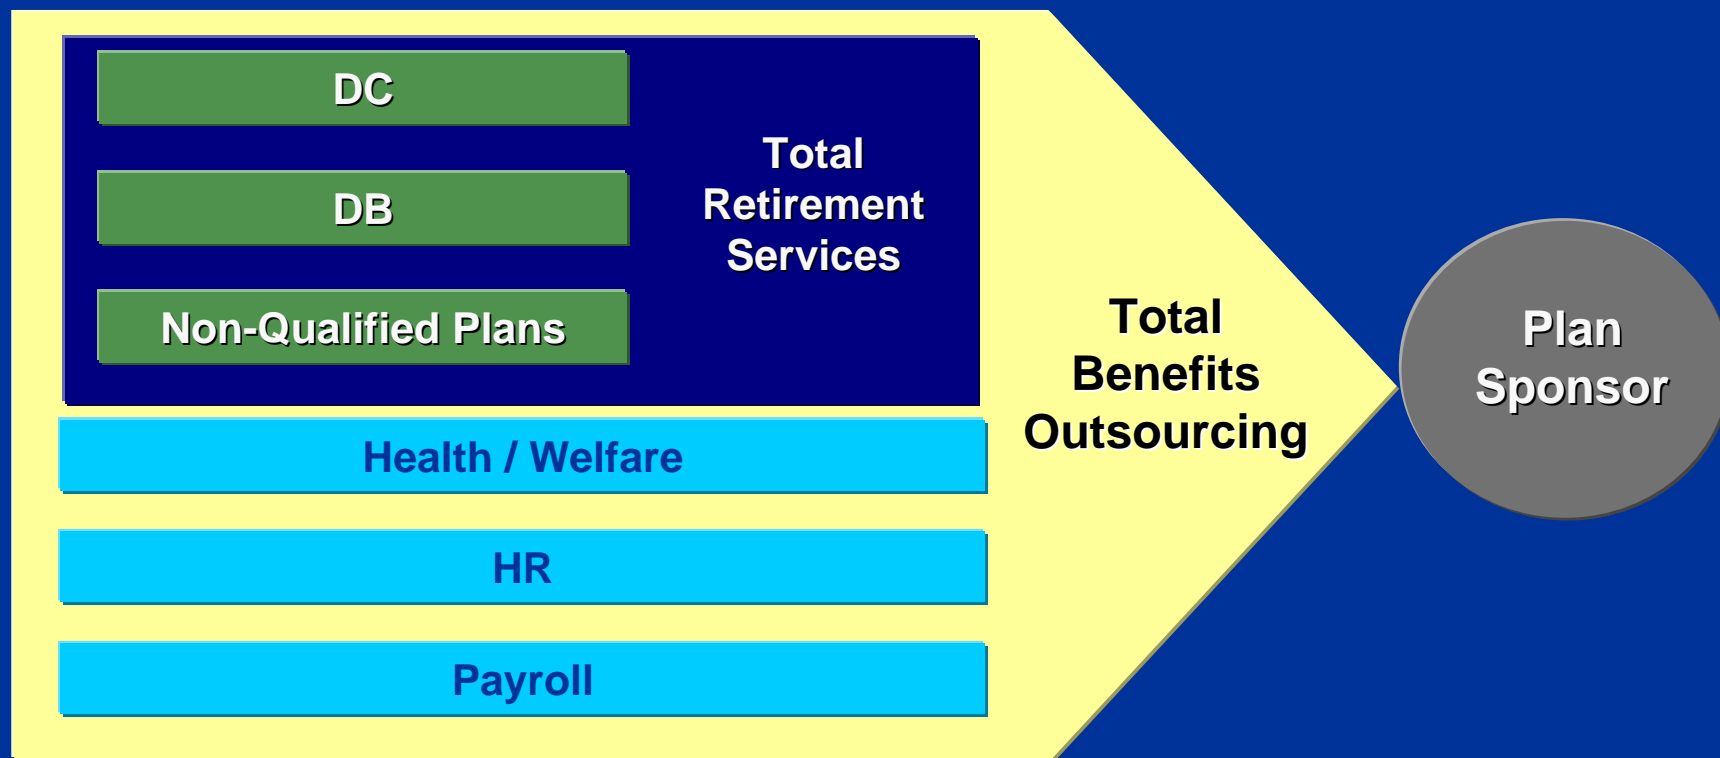 DC
DB
Non-Qualified Plans
Total
Retirement
Services
Health / Welfare
HR
Payroll
Total
Benefits
Outsourcing
Plan
Sponsor